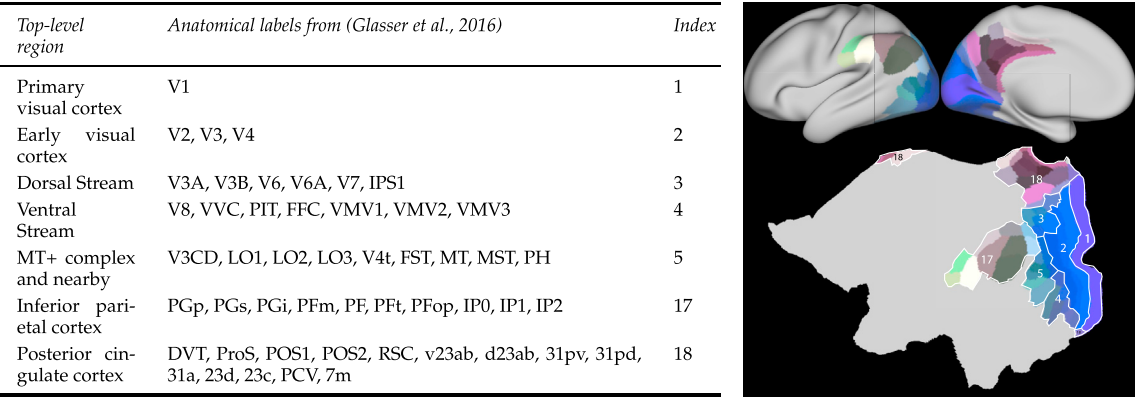 Top-level Anatomical labels from (Glasser et al., 2016) Index
region
Primary V1 1
visual cortex
Early visual V2, V3, V4 2
cortex
Dorsal Stream V3A, V3B, V6, V6A, V7, IPS1 3
Ventral V8, VVC, PIT, FFC, VMV1, VMV2, VMV3 4
Stream
MT+ complex V3CD, LO1, LO2, LO3, V4t, FST, MT, MST, PH 5
and nearby
Inferior pari- PGp, PGs, PGi, PFm, PF, PFt, PFop, IP0, IP1, IP2 17
etal cortex
Posterior cin- DVT, ProS, POS1, POS2, RSC, v23ab, d23ab, 31pv, 31pd, 18
gulate cortex 31a, 23d, 23c, PCV, 7m
18
18
3
1
2
17
5
4